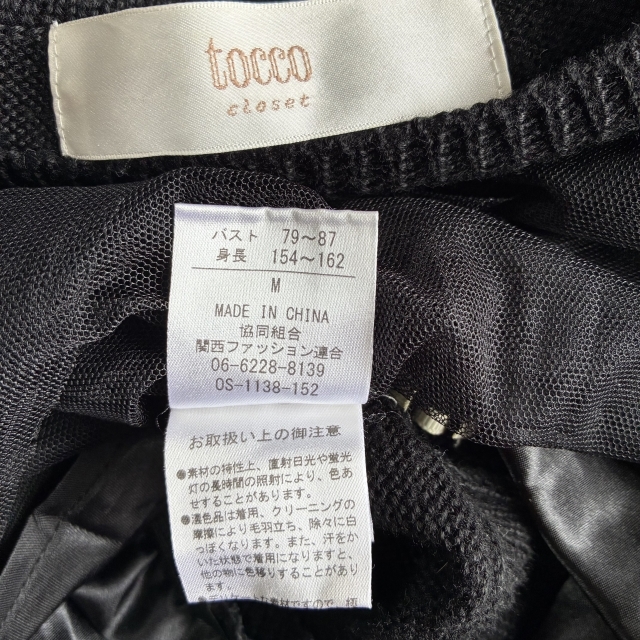 tocco
closet
バスト 79～87
身長 154～162
M
MADE IN CHINA
協同組合
関西ファッション連合
06-6228-8139
OS-1138-152
お取扱い上の御注意
●素材の特性上、直射日光や蛍光
灯の長時間の照射により、色あ
せすることがあります。
●濃色品は着用、クリーニングの
摩擦により毛羽立ち、除々に白
っぽくなります。また、汗をか
いた状態で着用になりますと、
他の物に色移りすることがあり
ます。